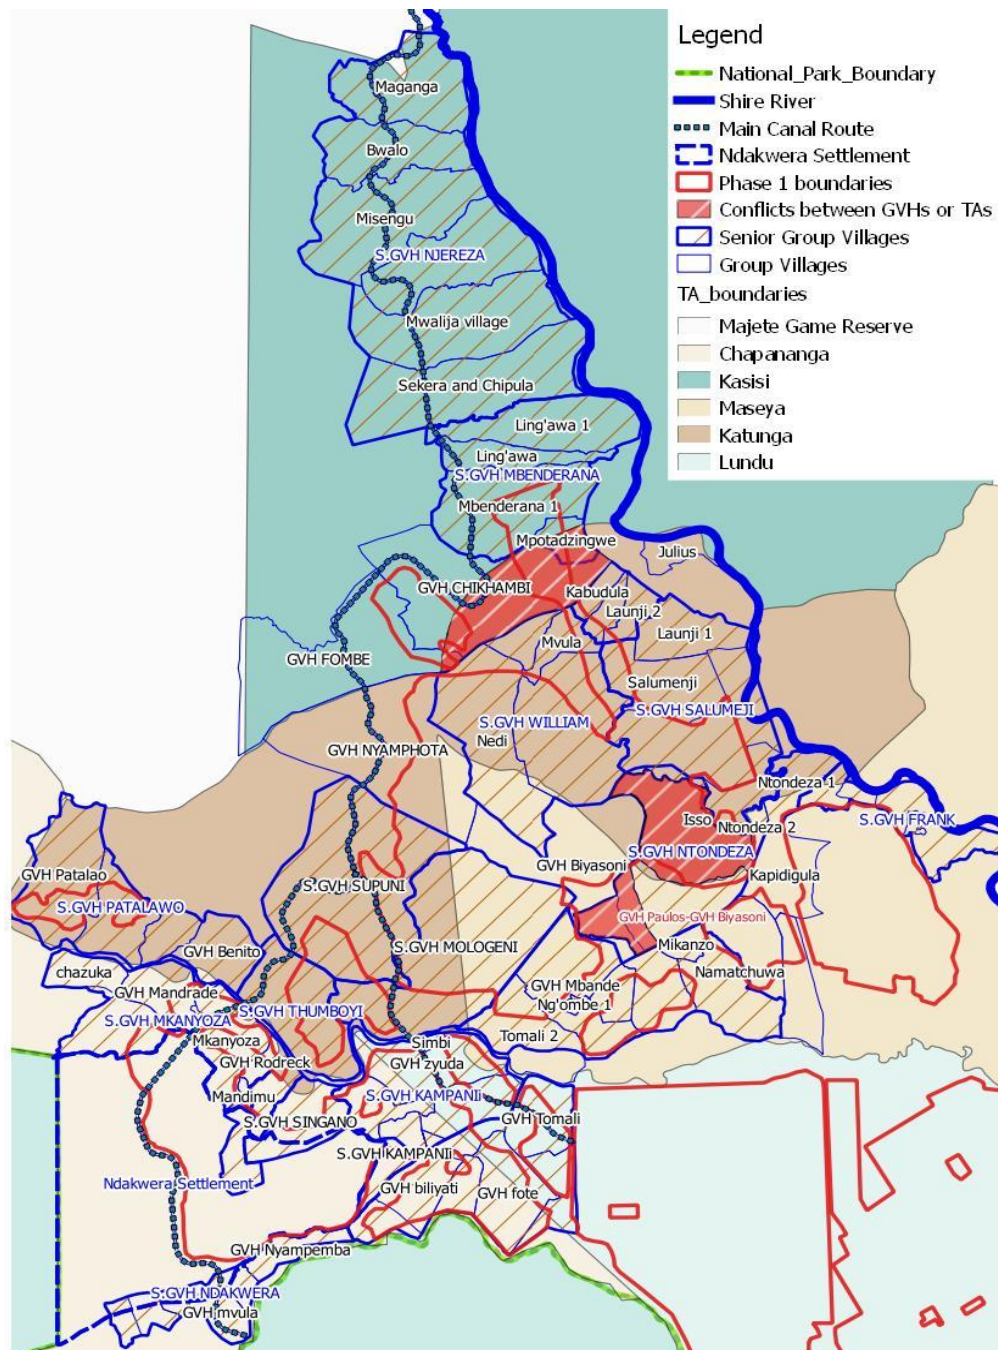 Legend
National_Park_Boundary
Shire River
Main Canal Route
Ndakwera Settlement
Phase 1 boundaries
Conflicts between GVHs or TAs
Senior Group Villages
Group Villages
TA_boundaries
Majete Game Reserve
Chapananga
Kasisi
Maseya
Katunga
Lundu
Maganga
Bwalo
Misengu
S.GVH NJEREZA
Mwalija village
Sekera and Chipula
Ling'awa 1
Ling'awa
S.GVH MBENDERANA
Mbenderana 1
Mpotadzingwe
Julius
GVH CHIKHAMBI
Kabudula
Launji 2
Launji 1
Mvula
GVH FOMBE
Salumenji
S.GVH WILLIAM
S.GVH SALUMEJI
Nedi
GVH NYAMPHOTA
Ntondeza 1
Isso
Ntondeza 2
S.GVH FRANK
S.GVH NTONDEZA
GVH Biyasoni
Kapidigula
GVH Patalao
S.GVH SUPUNI
S.GVH PATALAWO
GVH Paulos-GVH Biyasoni
GVH Benito
S.GVH MOLOGENI
Mikanzo
chazuka
Namatchuwa
GVH Mandrade
GVH Mbande
Ng'ombe 1
S.GVH THUMBOYI
S.GVH MKANYOZA
Mkanyoza
Simbi
Tomali 2
GVH Rodreck
GVH zyuda
Mandimu
S.GVH KAMPANIi
S.GVH SINGANO
GVH Tomali
S.GVH KAMPANIi
Ndakwera Settlement
GVH biliyati
GVH fote
GVH Nyampemba
S.GVH NDAKWERA
GVH mvula